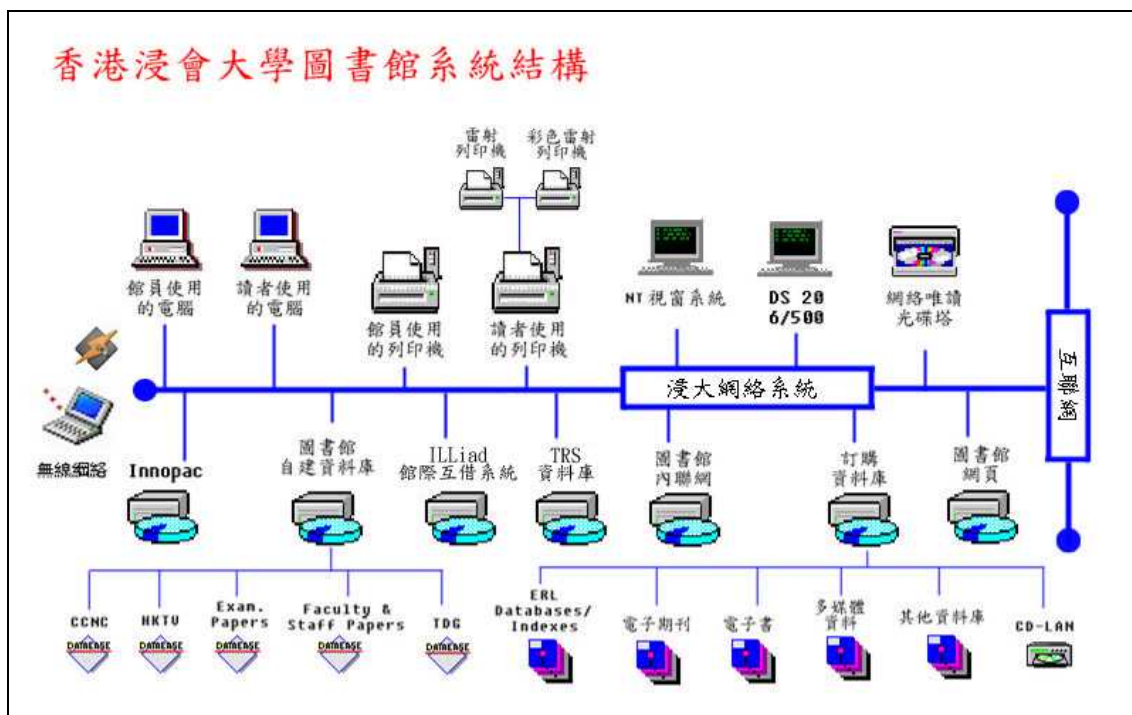 香港浸會大學圖書館系統結構
雷射
列印機
彩色雷射
列印機
館員使用
的電腦
讀者使用
的電腦
館員使用
的列印機
讀者使用
的列印機
NT 視窗系統
DS 20
6/500
網絡唯讀
光碟塔
互聯網
浸大網絡系統
無線網絡
Innopac
圖書館
自建資料庫
ILLiad
館際互借系統
TRS
資料庫
圖書館
內聯網
訂購
資料庫
圖書館
網頁
CCNC
DATABASE
HKTU
DATABASE
Exam.
Papers
DATABASE
Faculty &
Staff Papers
DATABASE
TDG
DATABASE
ERL
Databases/
Indexes
電子期刊
電子書
多媒體
資料
其他資料庫
CD-LAN